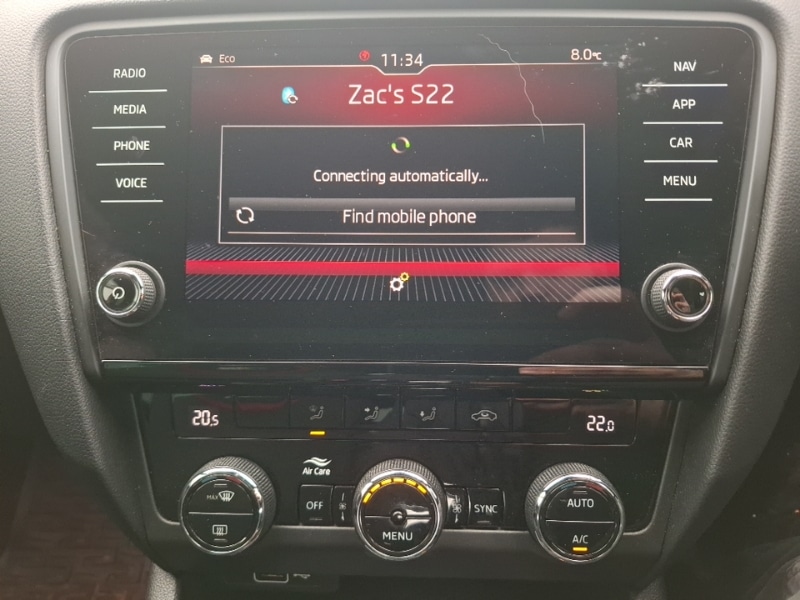 Eco 11:34 8.0°C
RADIO
MEDIA
PHONE
VOICE
Zac's S22
Connecting automatically...
Find mobile phone
NAV
APP
CAR
MENU
20.5
22.0
Air Care
MAX
OFF
MENU
SYNC
AUTO
A/C